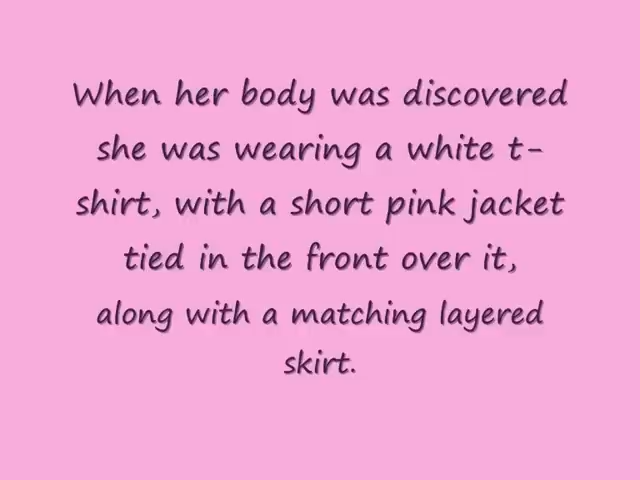 When her body was discovered
she was wearing a white t-
shirt, with a short pink jacket
tied in the front over it,
along with a matching layered
skirt.